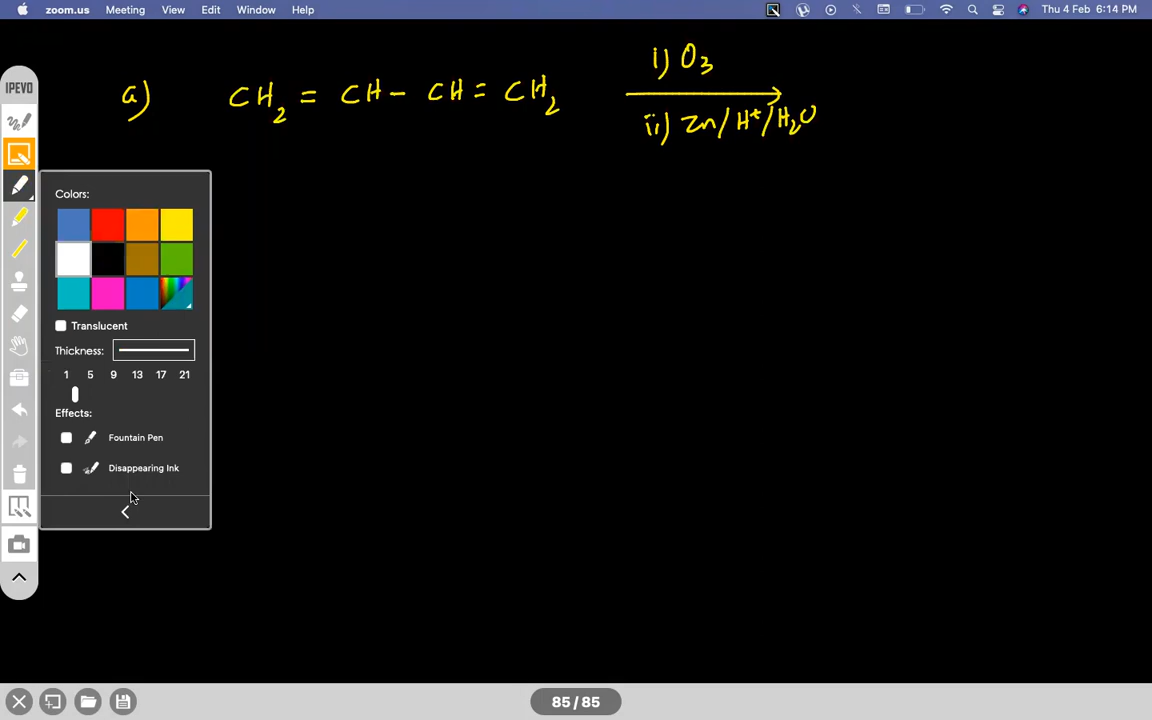 zoom.us Meeting View Edit Window Help Thu 4 Feb 6:14 PM
i) O3
a) CH2 = CH - CH = CH2
ii) Zn/H+/H2O
IPEVO
Colors:
Translucent
Thickness:
1 5 9 13 17 21
Effects:
Fountain Pen
Disappearing Ink
85/85